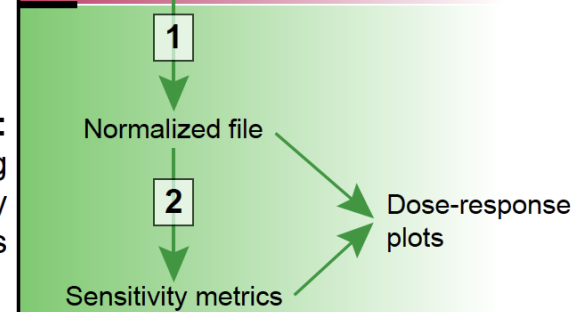 1
Normalized file
:
g
2
y
Dose-response
s
plots
Sensitivity metrics